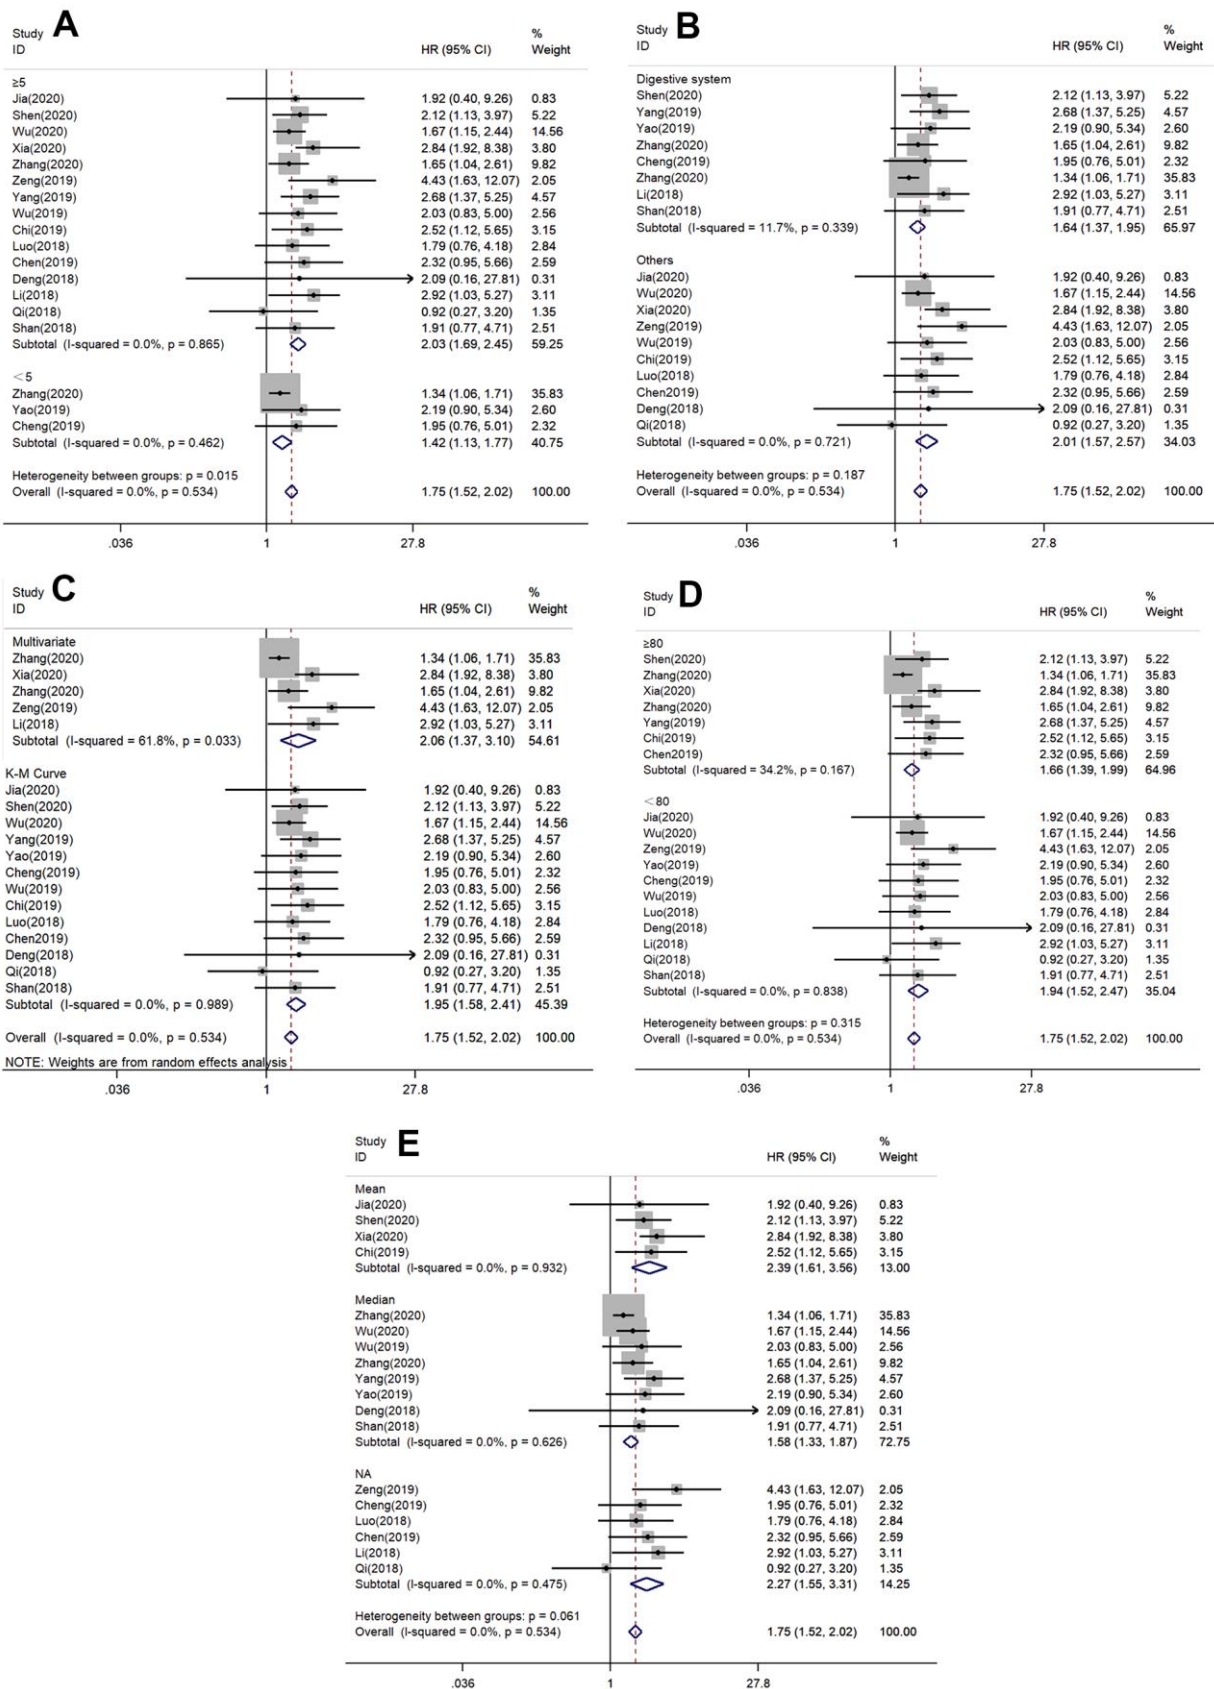 A
Study
ID HR (95% CI) % Weight
≥5
Jia(2020) 1.92 (0.40, 9.26) 0.83
Shen(2020) 2.12 (1.13, 3.97) 5.22
Wu(2020) 1.67 (1.15, 2.44) 14.56
Xia(2020) 2.84 (1.92, 8.38) 3.80
Zhang(2020) 1.65 (1.04, 2.61) 9.82
Zeng(2019) 4.43 (1.63, 12.07) 2.05
Yang(2019) 2.68 (1.37, 5.25) 4.57
Wu(2019) 2.03 (0.83, 5.00) 2.56
Chi(2019) 2.52 (1.12, 5.65) 3.15
Luo(2018) 1.79 (0.76, 4.18) 2.84
Chen(2019) 2.32 (0.95, 5.66) 2.59
Deng(2018) 2.09 (0.16, 27.81) 0.31
Li(2018) 2.92 (1.03, 5.27) 3.11
Qi(2018) 0.92 (0.27, 3.20) 1.35
Shan(2018) 1.91 (0.77, 4.71) 2.51
Subtotal (I-squared = 0.0%, p = 0.865) 2.03 (1.69, 2.45) 59.25
<5
Zhang(2020) 1.34 (1.06, 1.71) 35.83
Yao(2019) 2.19 (0.90, 5.34) 2.60
Cheng(2019) 1.95 (0.76, 5.01) 2.32
Subtotal (I-squared = 0.0%, p = 0.462) 1.42 (1.13, 1.77) 40.75
Heterogeneity between groups: p = 0.015
Overall (I-squared = 0.0%, p = 0.534) 1.75 (1.52, 2.02) 100.00
.036 1 27.8
B
Study
ID HR (95% CI) % Weight
Digestive system
Shen(2020) 2.12 (1.13, 3.97) 5.22
Yang(2019) 2.68 (1.37, 5.25) 4.57
Yao(2019) 2.19 (0.90, 5.34) 2.60
Zhang(2020) 1.65 (1.04, 2.61) 9.82
Cheng(2019) 1.95 (0.76, 5.01) 2.32
Zhang(2020) 1.34 (1.06, 1.71) 35.83
Li(2018) 2.92 (1.03, 5.27) 3.11
Shan(2018) 1.91 (0.77, 4.71) 2.51
Subtotal (I-squared = 11.7%, p = 0.339) 1.64 (1.37, 1.95) 65.97
Others
Jia(2020) 1.92 (0.40, 9.26) 0.83
Wu(2020) 1.67 (1.15, 2.44) 14.56
Xia(2020) 2.84 (1.92, 8.38) 3.80
Zeng(2019) 4.43 (1.63, 12.07) 2.05
Wu(2019) 2.03 (0.83, 5.00) 2.56
Chi(2019) 2.52 (1.12, 5.65) 3.15
Luo(2018) 1.79 (0.76, 4.18) 2.84
Chen2019) 2.32 (0.95, 5.66) 2.59
Deng(2018) 2.09 (0.16, 27.81) 0.31
Qi(2018) 0.92 (0.27, 3.20) 1.35
Subtotal (I-squared = 0.0%, p = 0.721) 2.01 (1.57, 2.57) 34.03
Heterogeneity between groups: p = 0.187
Overall (I-squared = 0.0%, p = 0.534) 1.75 (1.52, 2.02) 100.00
.036 1 27.8
C
Study
ID HR (95% CI) % Weight
Multivariate
Zhang(2020) 1.34 (1.06, 1.71) 35.83
Xia(2020) 2.84 (1.92, 8.38) 3.80
Zhang(2020) 1.65 (1.04, 2.61) 9.82
Zeng(2019) 4.43 (1.63, 12.07) 2.05
Li(2018) 2.92 (1.03, 5.27) 3.11
Subtotal (I-squared = 61.8%, p = 0.033) 2.06 (1.37, 3.10) 54.61
K-M Curve
Jia(2020) 1.92 (0.40, 9.26) 0.83
Shen(2020) 2.12 (1.13, 3.97) 5.22
Wu(2020) 1.67 (1.15, 2.44) 14.56
Yang(2019) 2.68 (1.37, 5.25) 4.57
Yao(2019) 2.19 (0.90, 5.34) 2.60
Cheng(2019) 1.95 (0.76, 5.01) 2.32
Wu(2019) 2.03 (0.83, 5.00) 2.56
Chi(2019) 2.52 (1.12, 5.65) 3.15
Luo(2018) 1.79 (0.76, 4.18) 2.84
Chen2019) 2.32 (0.95, 5.66) 2.59
Deng(2018) 2.09 (0.16, 27.81) 0.31
Qi(2018) 0.92 (0.27, 3.20) 1.35
Shan(2018) 1.91 (0.77, 4.71) 2.51
Subtotal (I-squared = 0.0%, p = 0.989) 1.95 (1.58, 2.41) 45.39
Overall (I-squared = 0.0%, p = 0.534) 1.75 (1.52, 2.02) 100.00
NOTE: Weights are from random effects analysis
.036 1 27.8
D
Study
ID HR (95% CI) % Weight
≥80
Shen(2020) 2.12 (1.13, 3.97) 5.22
Zhang(2020) 1.34 (1.06, 1.71) 35.83
Xia(2020) 2.84 (1.92, 8.38) 3.80
Zhang(2020) 1.65 (1.04, 2.61) 9.82
Yang(2019) 2.68 (1.37, 5.25) 4.57
Chi(2019) 2.52 (1.12, 5.65) 3.15
Chen2019) 2.32 (0.95, 5.66) 2.59
Subtotal (I-squared = 34.2%, p = 0.167) 1.66 (1.39, 1.99) 64.96
<80
Jia(2020) 1.92 (0.40, 9.26) 0.83
Wu(2020) 1.67 (1.15, 2.44) 14.56
Zeng(2019) 4.43 (1.63, 12.07) 2.05
Yao(2019) 2.19 (0.90, 5.34) 2.60
Cheng(2019) 1.95 (0.76, 5.01) 2.32
Wu(2019) 2.03 (0.83, 5.00) 2.56
Luo(2018) 1.79 (0.76, 4.18) 2.84
Deng(2018) 2.09 (0.16, 27.81) 0.31
Li(2018) 2.92 (1.03, 5.27) 3.11
Qi(2018) 0.92 (0.27, 3.20) 1.35
Shan(2018) 1.91 (0.77, 4.71) 2.51
Subtotal (I-squared = 0.0%, p = 0.838) 1.94 (1.52, 2.47) 35.04
Heterogeneity between groups: p = 0.315
Overall (I-squared = 0.0%, p = 0.534) 1.75 (1.52, 2.02) 100.00
.036 1 27.8
E
Study
ID HR (95% CI) % Weight
Mean
Jia(2020) 1.92 (0.40, 9.26) 0.83
Shen(2020) 2.12 (1.13, 3.97) 5.22
Xia(2020) 2.84 (1.92, 8.38) 3.80
Chi(2019) 2.52 (1.12, 5.65) 3.15
Subtotal (I-squared = 0.0%, p = 0.932) 2.39 (1.61, 3.56) 13.00
Median
Zhang(2020) 1.34 (1.06, 1.71) 35.83
Wu(2020) 1.67 (1.15, 2.44) 14.56
Wu(2019) 2.03 (0.83, 5.00) 2.56
Zhang(2020) 1.65 (1.04, 2.61) 9.82
Yang(2019) 2.68 (1.37, 5.25) 4.57
Yao(2019) 2.19 (0.90, 5.34) 2.60
Deng(2018) 2.09 (0.16, 27.81) 0.31
Shan(2018) 1.91 (0.77, 4.71) 2.51
Subtotal (I-squared = 0.0%, p = 0.626) 1.58 (1.33, 1.87) 72.75
NA
Zeng(2019) 4.43 (1.63, 12.07) 2.05
Cheng(2019) 1.95 (0.76, 5.01) 2.32
Luo(2018) 1.79 (0.76, 4.18) 2.84
Chen(2019) 2.32 (0.95, 5.66) 2.59
Li(2018) 2.92 (1.03, 5.27) 3.11
Qi(2018) 0.92 (0.27, 3.20) 1.35
Subtotal (I-squared = 0.0%, p = 0.475) 2.27 (1.55, 3.31) 14.25
Heterogeneity between groups: p = 0.061
Overall (I-squared = 0.0%, p = 0.534) 1.75 (1.52, 2.02) 100.00
.036 1 27.8